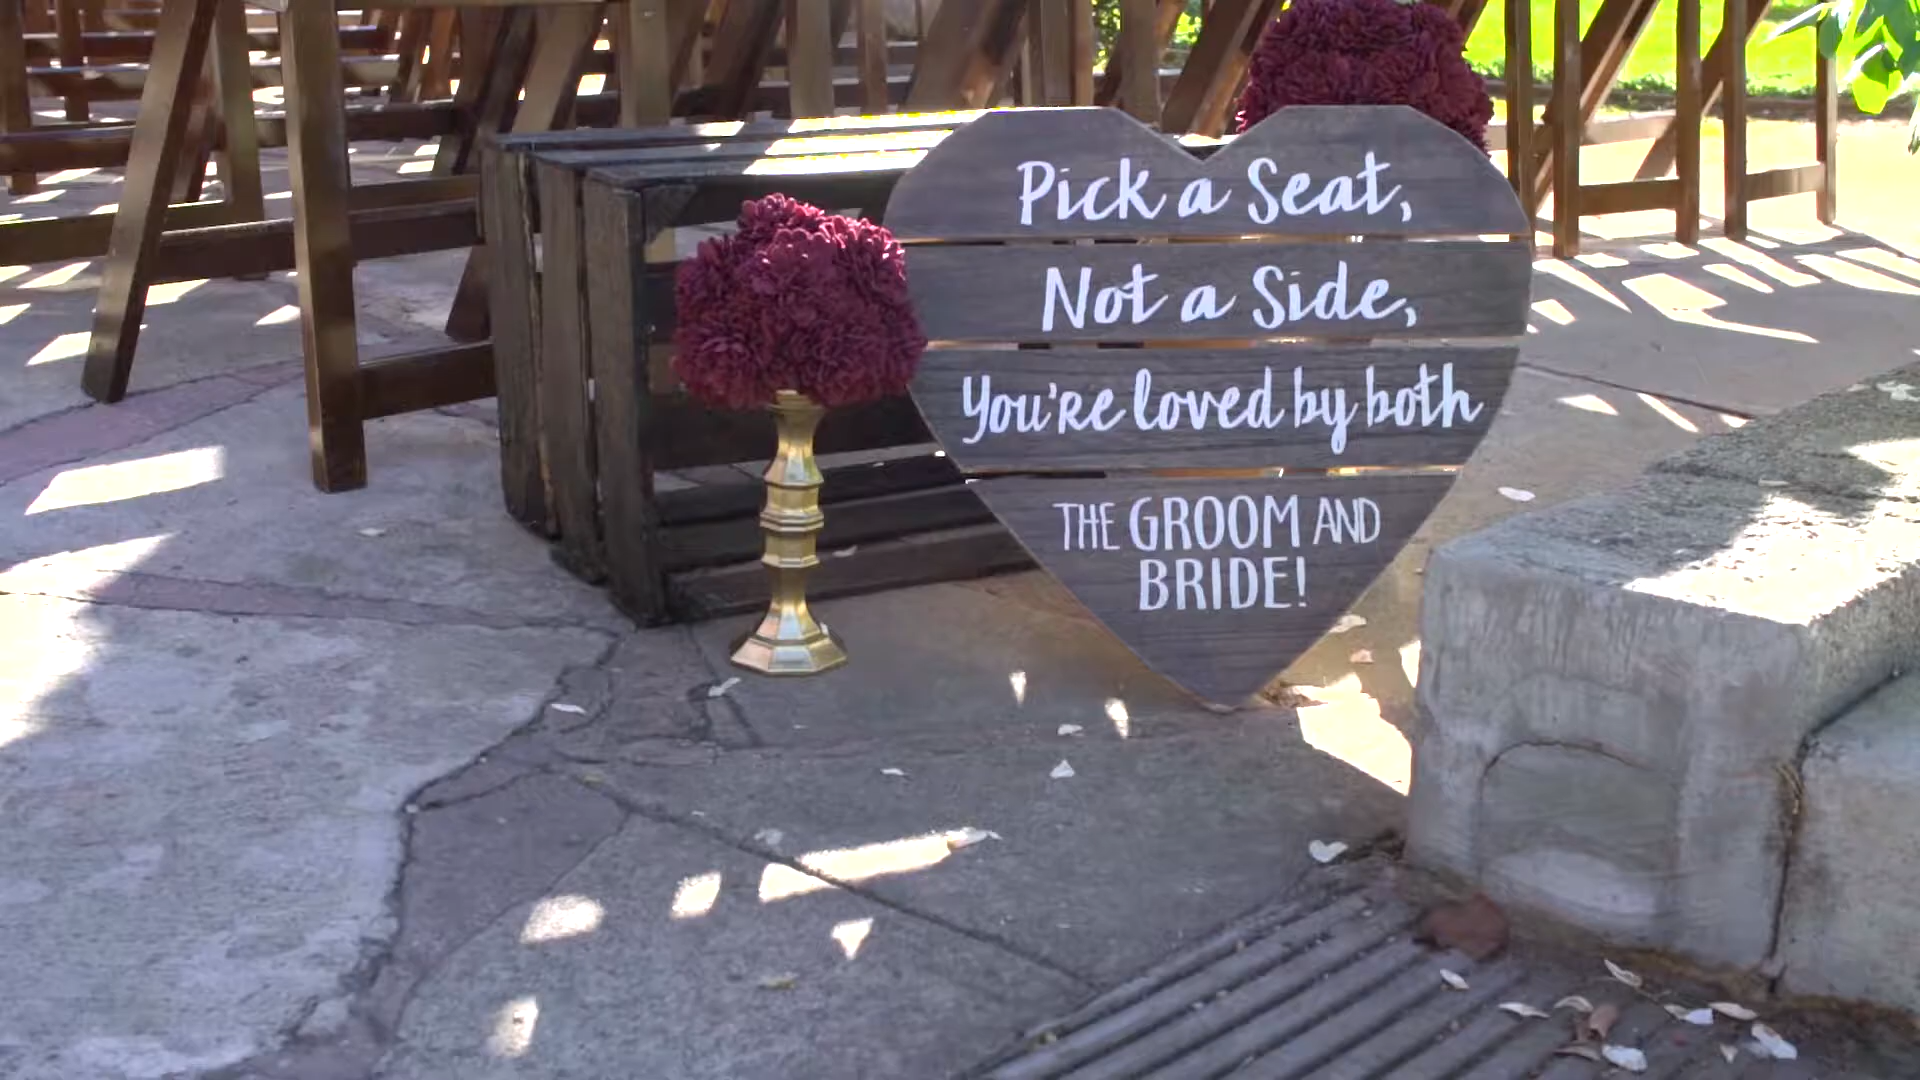 Pick a Seat,
Not a Side,
You're loved by both
THE GROOM AND
BRIDE!